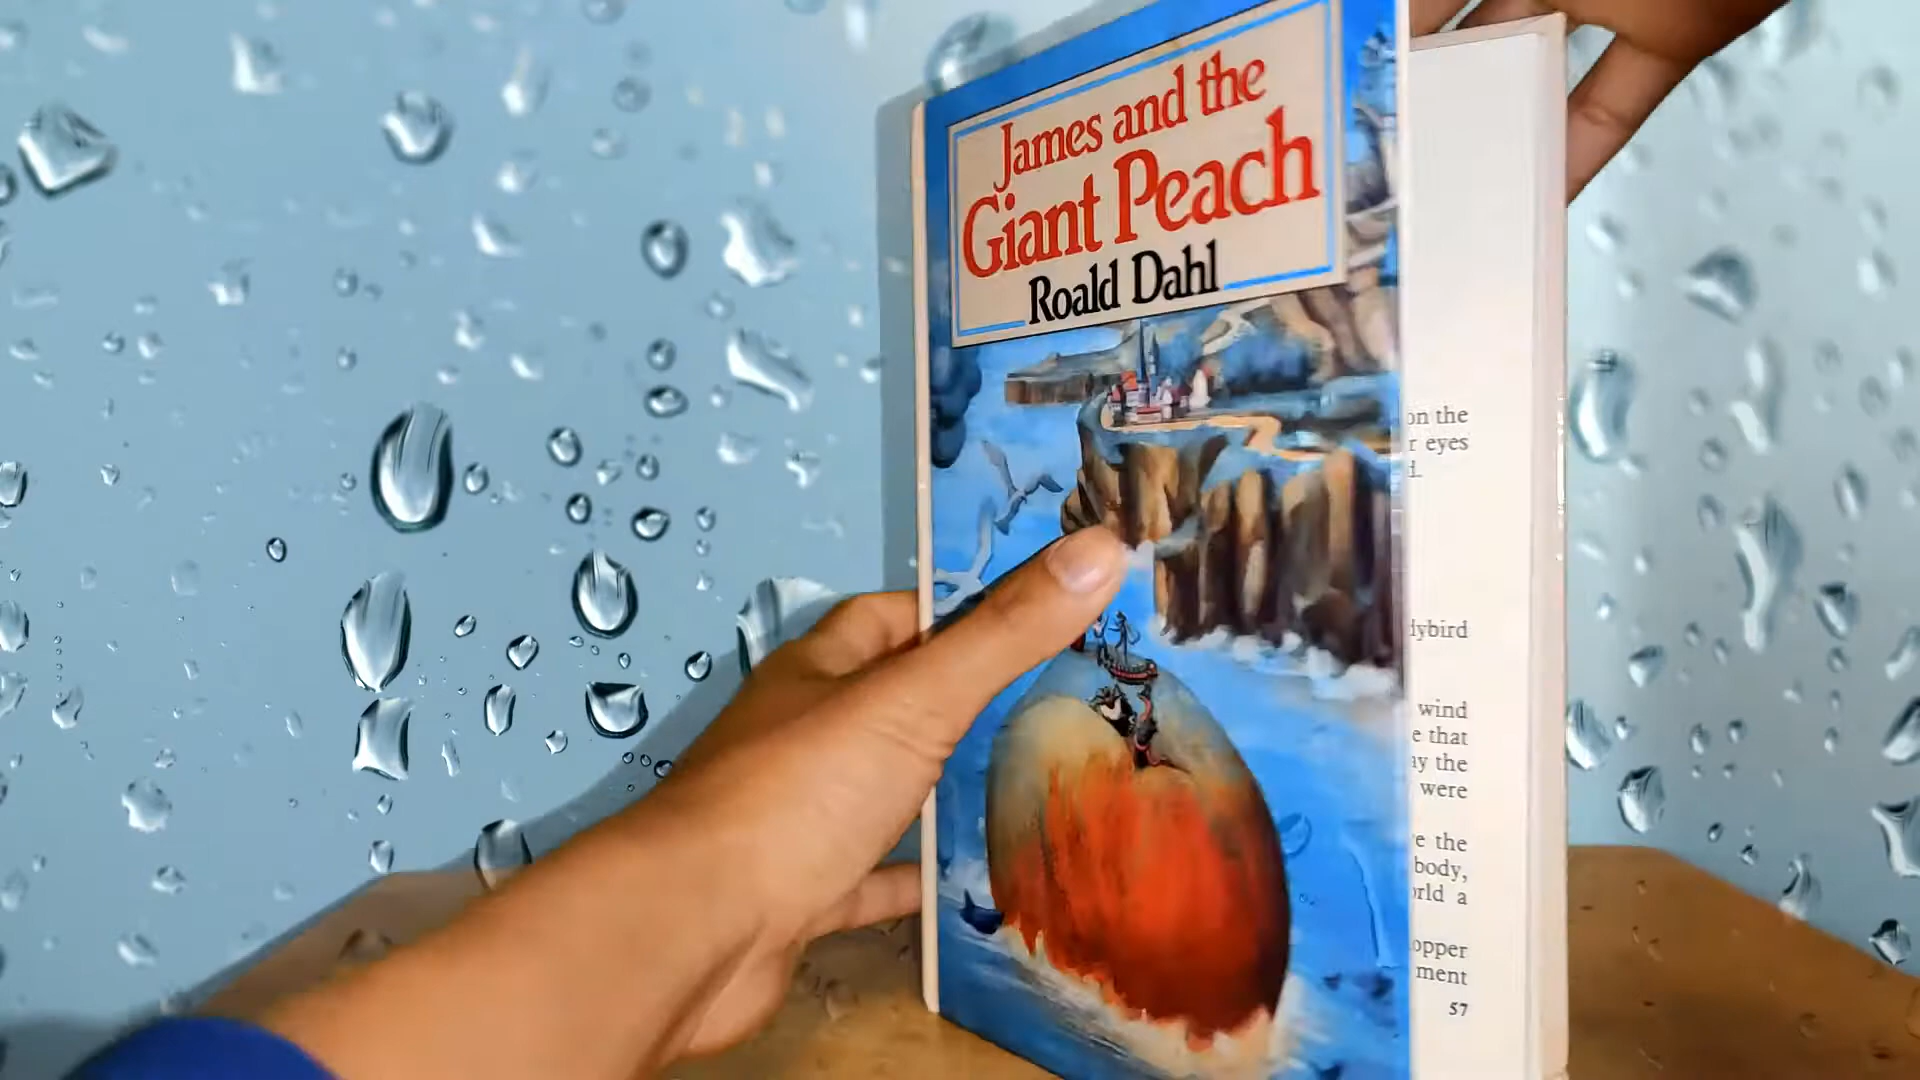 James and the
Giant Peach
Roald Dahl
on the
r eyes
d.
dybird
wind
e that
ay the
were
e the
body,
orld a
opper
ment
57